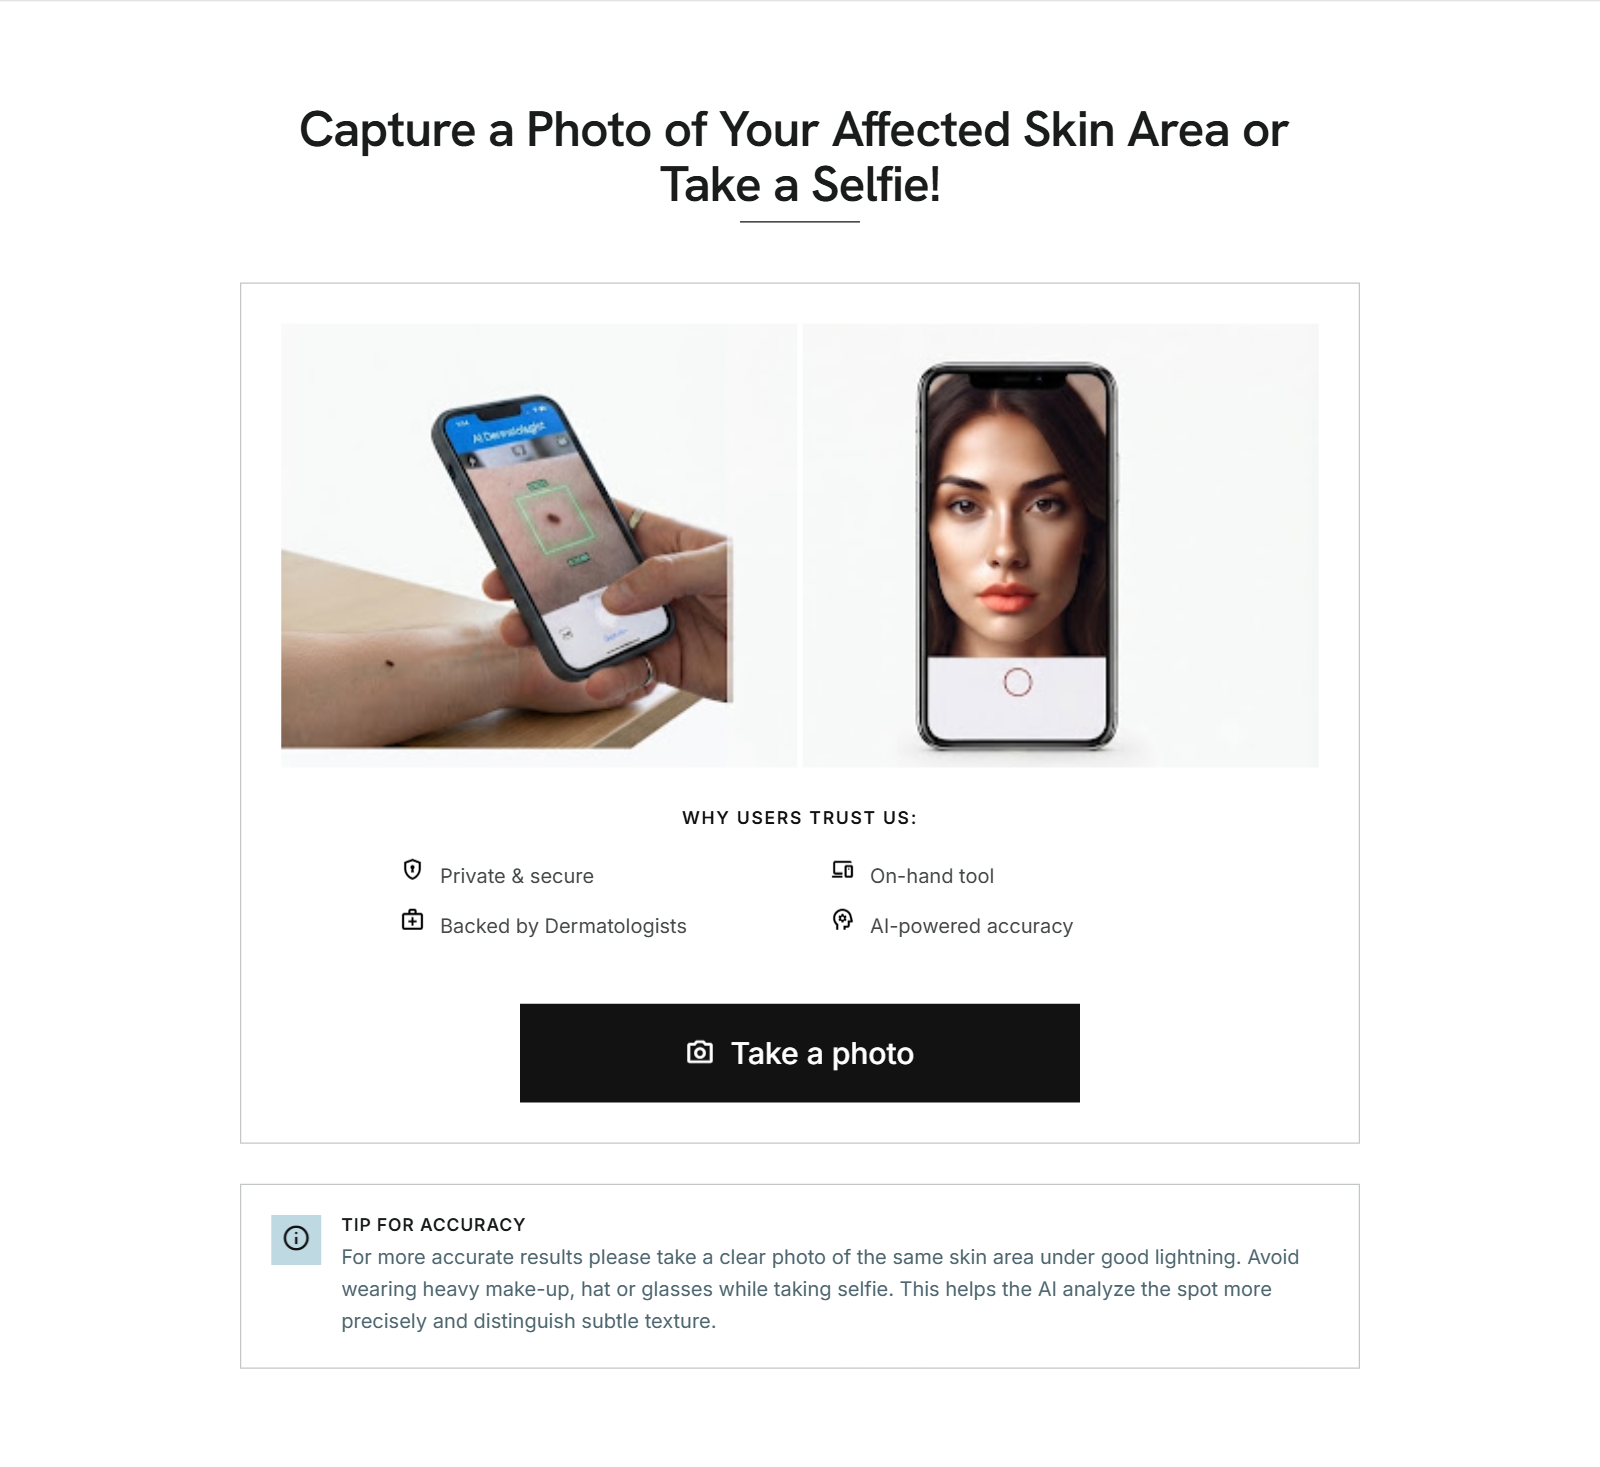 Capture a Photo of Your Affected Skin Area or
Take a Selfie!
AI Dermatologist
WHY USERS TRUST US:
Private & secure
On-hand tool
Backed by Dermatologists
AI-powered accuracy
Take a photo
TIP FOR ACCURACY
For more accurate results please take a clear photo of the same skin area under good lightning. Avoid
wearing heavy make-up, hat or glasses while taking selfie. This helps the AI analyze the spot more
precisely and distinguish subtle texture.